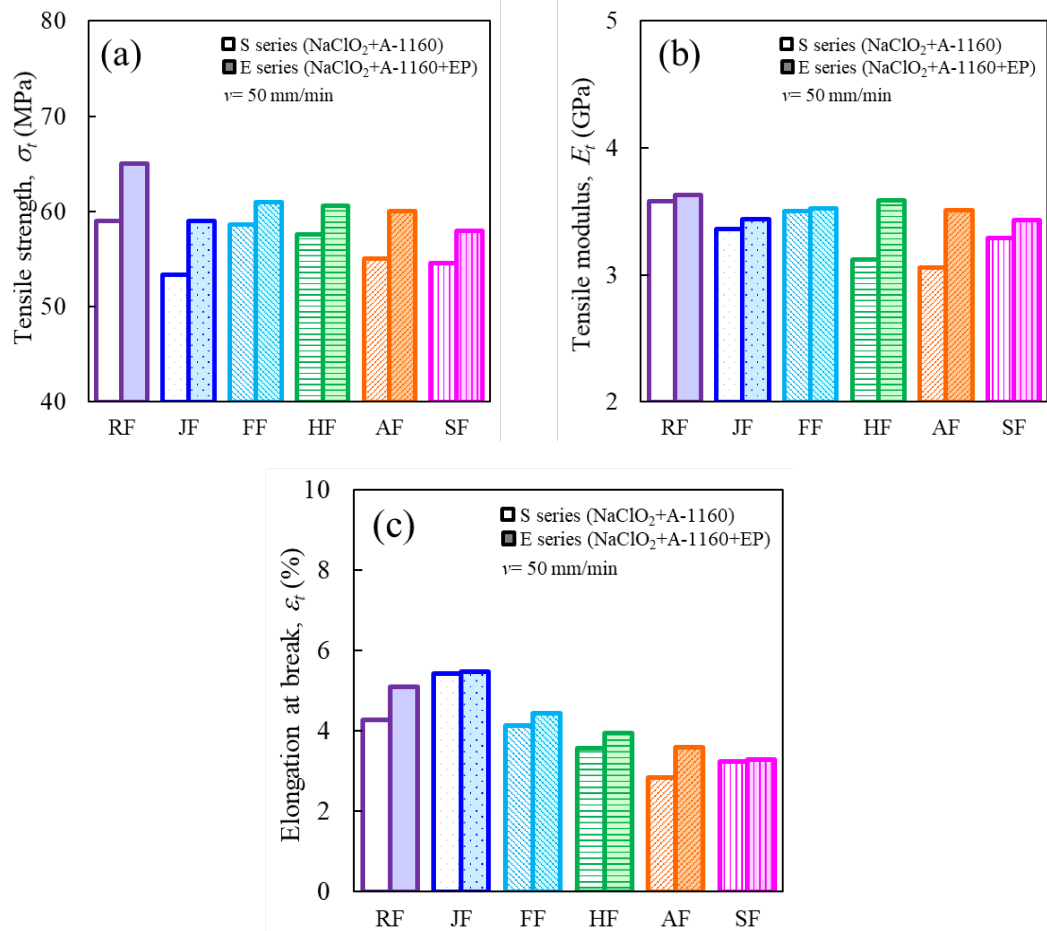 (a)
S series (NaClO₂+A-1160)
E series (NaClO₂+A-1160+EP)
v= 50 mm/min
Tensile strength, σₜ (MPa)
80
70
60
50
40
RF JF FF HF AF SF
(b)
S series (NaClO₂+A-1160)
E series (NaClO₂+A-1160+EP)
v= 50 mm/min
Tensile modulus, Eₜ (GPa)
5
4
3
2
RF JF FF HF AF SF
(c)
S series (NaClO₂+A-1160)
E series (NaClO₂+A-1160+EP)
v= 50 mm/min
Elongation at break, εₜ (%)
10
8
6
4
2
0
RF JF FF HF AF SF